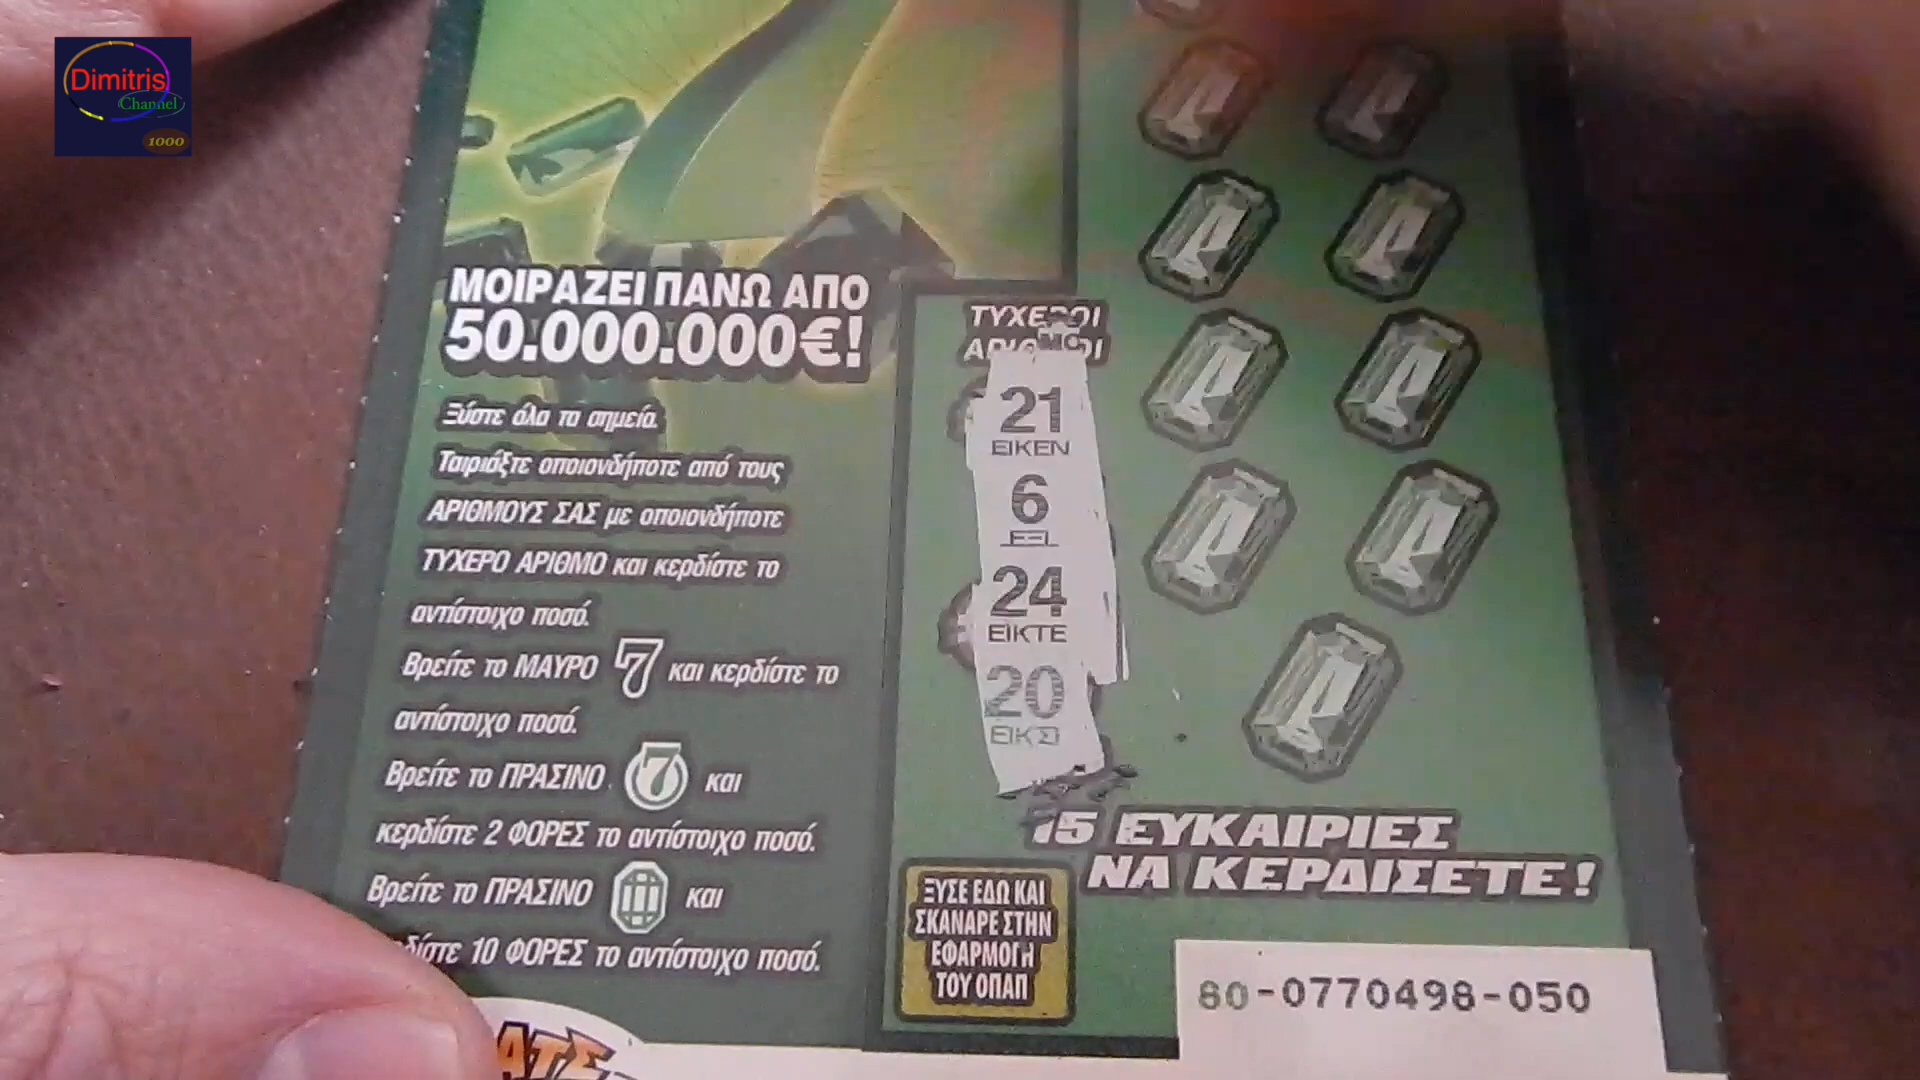 Dimitris
Channel
1000
ΜΟΙΡΑΖΕΙ ΠΑΝΩ ΑΠΟ
50.000.000€!
Ξύστε όλα τα σημεία.
Ταιριάξτε οποιονδήποτε από τους
ΑΡΙΘΜΟΥΣ ΣΑΣ με οποιονδήποτε
ΤΥΧΕΡΟ ΑΡΙΘΜΟ και κερδίστε το
αντίστοιχο ποσό.
Βρείτε το ΜΑΥΡΟ 7 και κερδίστε το
αντίστοιχο ποσό.
Βρείτε το ΠΡΑΣΙΝΟ 7 και
κερδίστε 2 ΦΟΡΕΣ το αντίστοιχο ποσό.
Βρείτε το ΠΡΑΣΙΝΟ και
10 ΦΟΡΕΣ το αντίστοιχο ποσό.
ΤΥΧΕΡΟΙ
21
ΕΙΚΕΝ
6
ΕΞΙ
24
ΕΙΚΤΕ
20
ΕΙΚΣΙ
15 ΕΥΚΑΙΡΙΕΣ
ΝΑ ΚΕΡΔΙΣΕΤΕ!
ΞΥΣΕ ΕΔΩ ΚΑΙ
ΣΚΑΝΑΡΕ ΣΤΗΝ
ΕΦΑΡΜΟΓΗ
ΤΟΥ ΟΠΑΠ
80-0770498-050